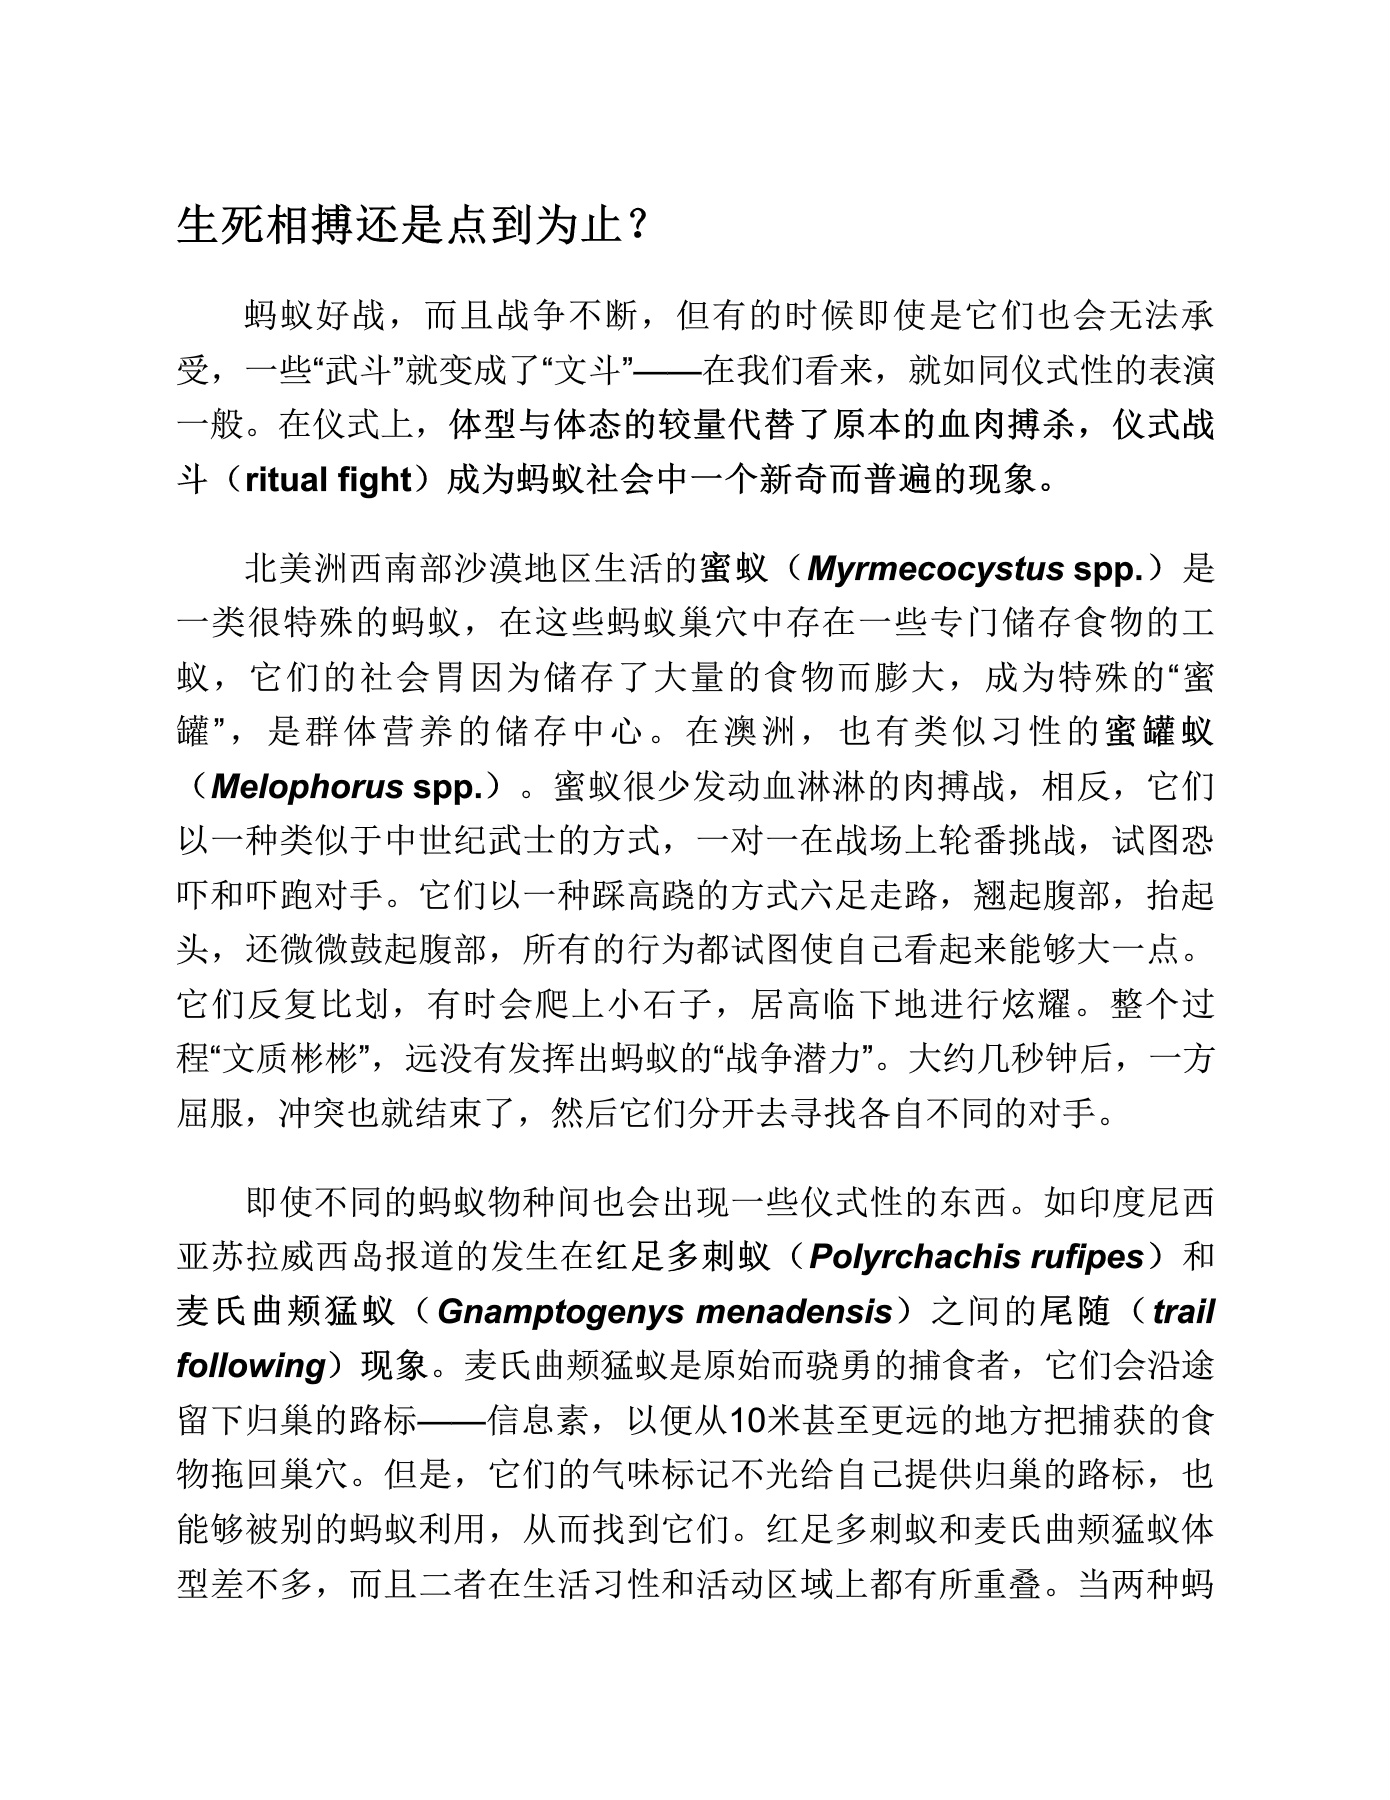 生死相搏还是点到为止？
蚂蚁好战，而且战争不断，但有的时候即使是它们也会无法承
受，一些“武斗”就变成了“文斗”——在我们看来，就如同仪式性的表演
一般。在仪式上，体型与体态的较量代替了原本的血肉搏杀，仪式战
斗（ritual fight）成为蚂蚁社会中一个新奇而普遍的现象。
北美洲西南部沙漠地区生活的蜜蚁（Myrmecocystus spp.）是
一类很特殊的蚂蚁，在这些蚂蚁巢穴中存在一些专门储存食物的工
蚁，它们的社会胃因为储存了大量的食物而膨大，成为特殊的“蜜
罐”，是群体营养的储存中心。在澳洲，也有类似习性的蜜罐蚁
（Melophorus spp.）。蜜蚁很少发动血淋淋的肉搏战，相反，它们
以一种类似于中世纪武士的方式，一对一在战场上轮番挑战，试图恐
吓和吓跑对手。它们以一种踩高跷的方式六足走路，翘起腹部，抬起
头，还微微鼓起腹部，所有的行为都试图使自己看起来能够大一点。
它们反复比划，有时会爬上小石子，居高临下地进行炫耀。整个过
程“文质彬彬”，远没有发挥出蚂蚁的“战争潜力”。大约几秒钟后，一方
屈服，冲突也就结束了，然后它们分开去寻找各自不同的对手。
即使不同的蚂蚁物种间也会出现一些仪式性的东西。如印度尼西
亚苏拉威西岛报道的发生在红足多刺蚁（Polyrchachis rufipes）和
麦氏曲颊猛蚁（Gnamptogenys menadensis）之间的尾随（trail
following）现象。麦氏曲颊猛蚁是原始而骁勇的捕食者，它们会沿途
留下归巢的路标——信息素，以便从10米甚至更远的地方把捕获的食
物拖回巢穴。但是，它们的气味标记不光给自己提供归巢的路标，也
能够被别的蚂蚁利用，从而找到它们。红足多刺蚁和麦氏曲颊猛蚁体
型差不多，而且二者在生活习性和活动区域上都有所重叠。当两种蚂